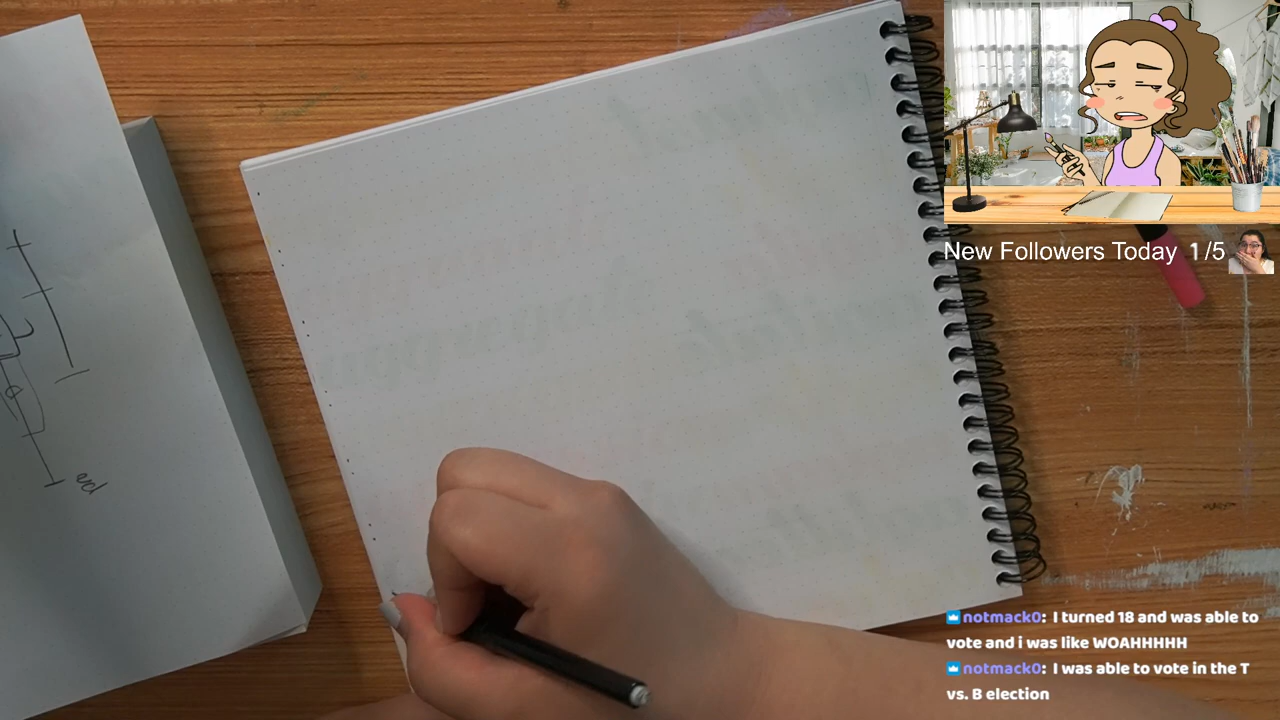 New Followers Today 1/5
notmack0: I turned 18 and was able to
vote and i was like WOAHHHHH
notmack0: I was able to vote in the T
vs. B election